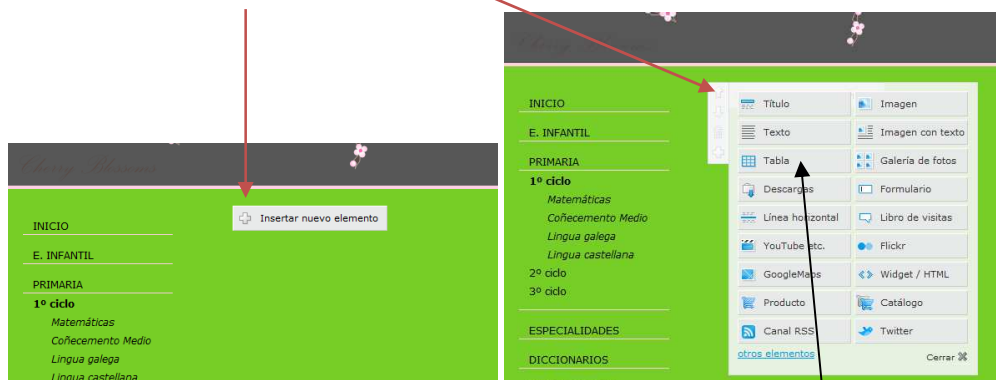 Cherry Blossoms
INICIO
E. INFANTIL
PRIMARIA
1º ciclo
Matemáticas
Coñecemento Medio
Lingua galega
Lingua castellana
Insertar nuevo elemento
INICIO
E. INFANTIL
PRIMARIA
1º ciclo
Matemáticas
Coñecemento Medio
Lingua galega
Lingua castellana
2º ciclo
3º ciclo
ESPECIALIDADES
DICCIONARIOS
Título Imagen
Texto Imagen con texto
Tabla Galería de fotos
Descargas Formulario
Línea horizontal Libro de visitas
YouTube etc. Flickr
GoogleMaps Widget / HTML
Producto Catálogo
Canal RSS Twitter
otros elementos Cerrar